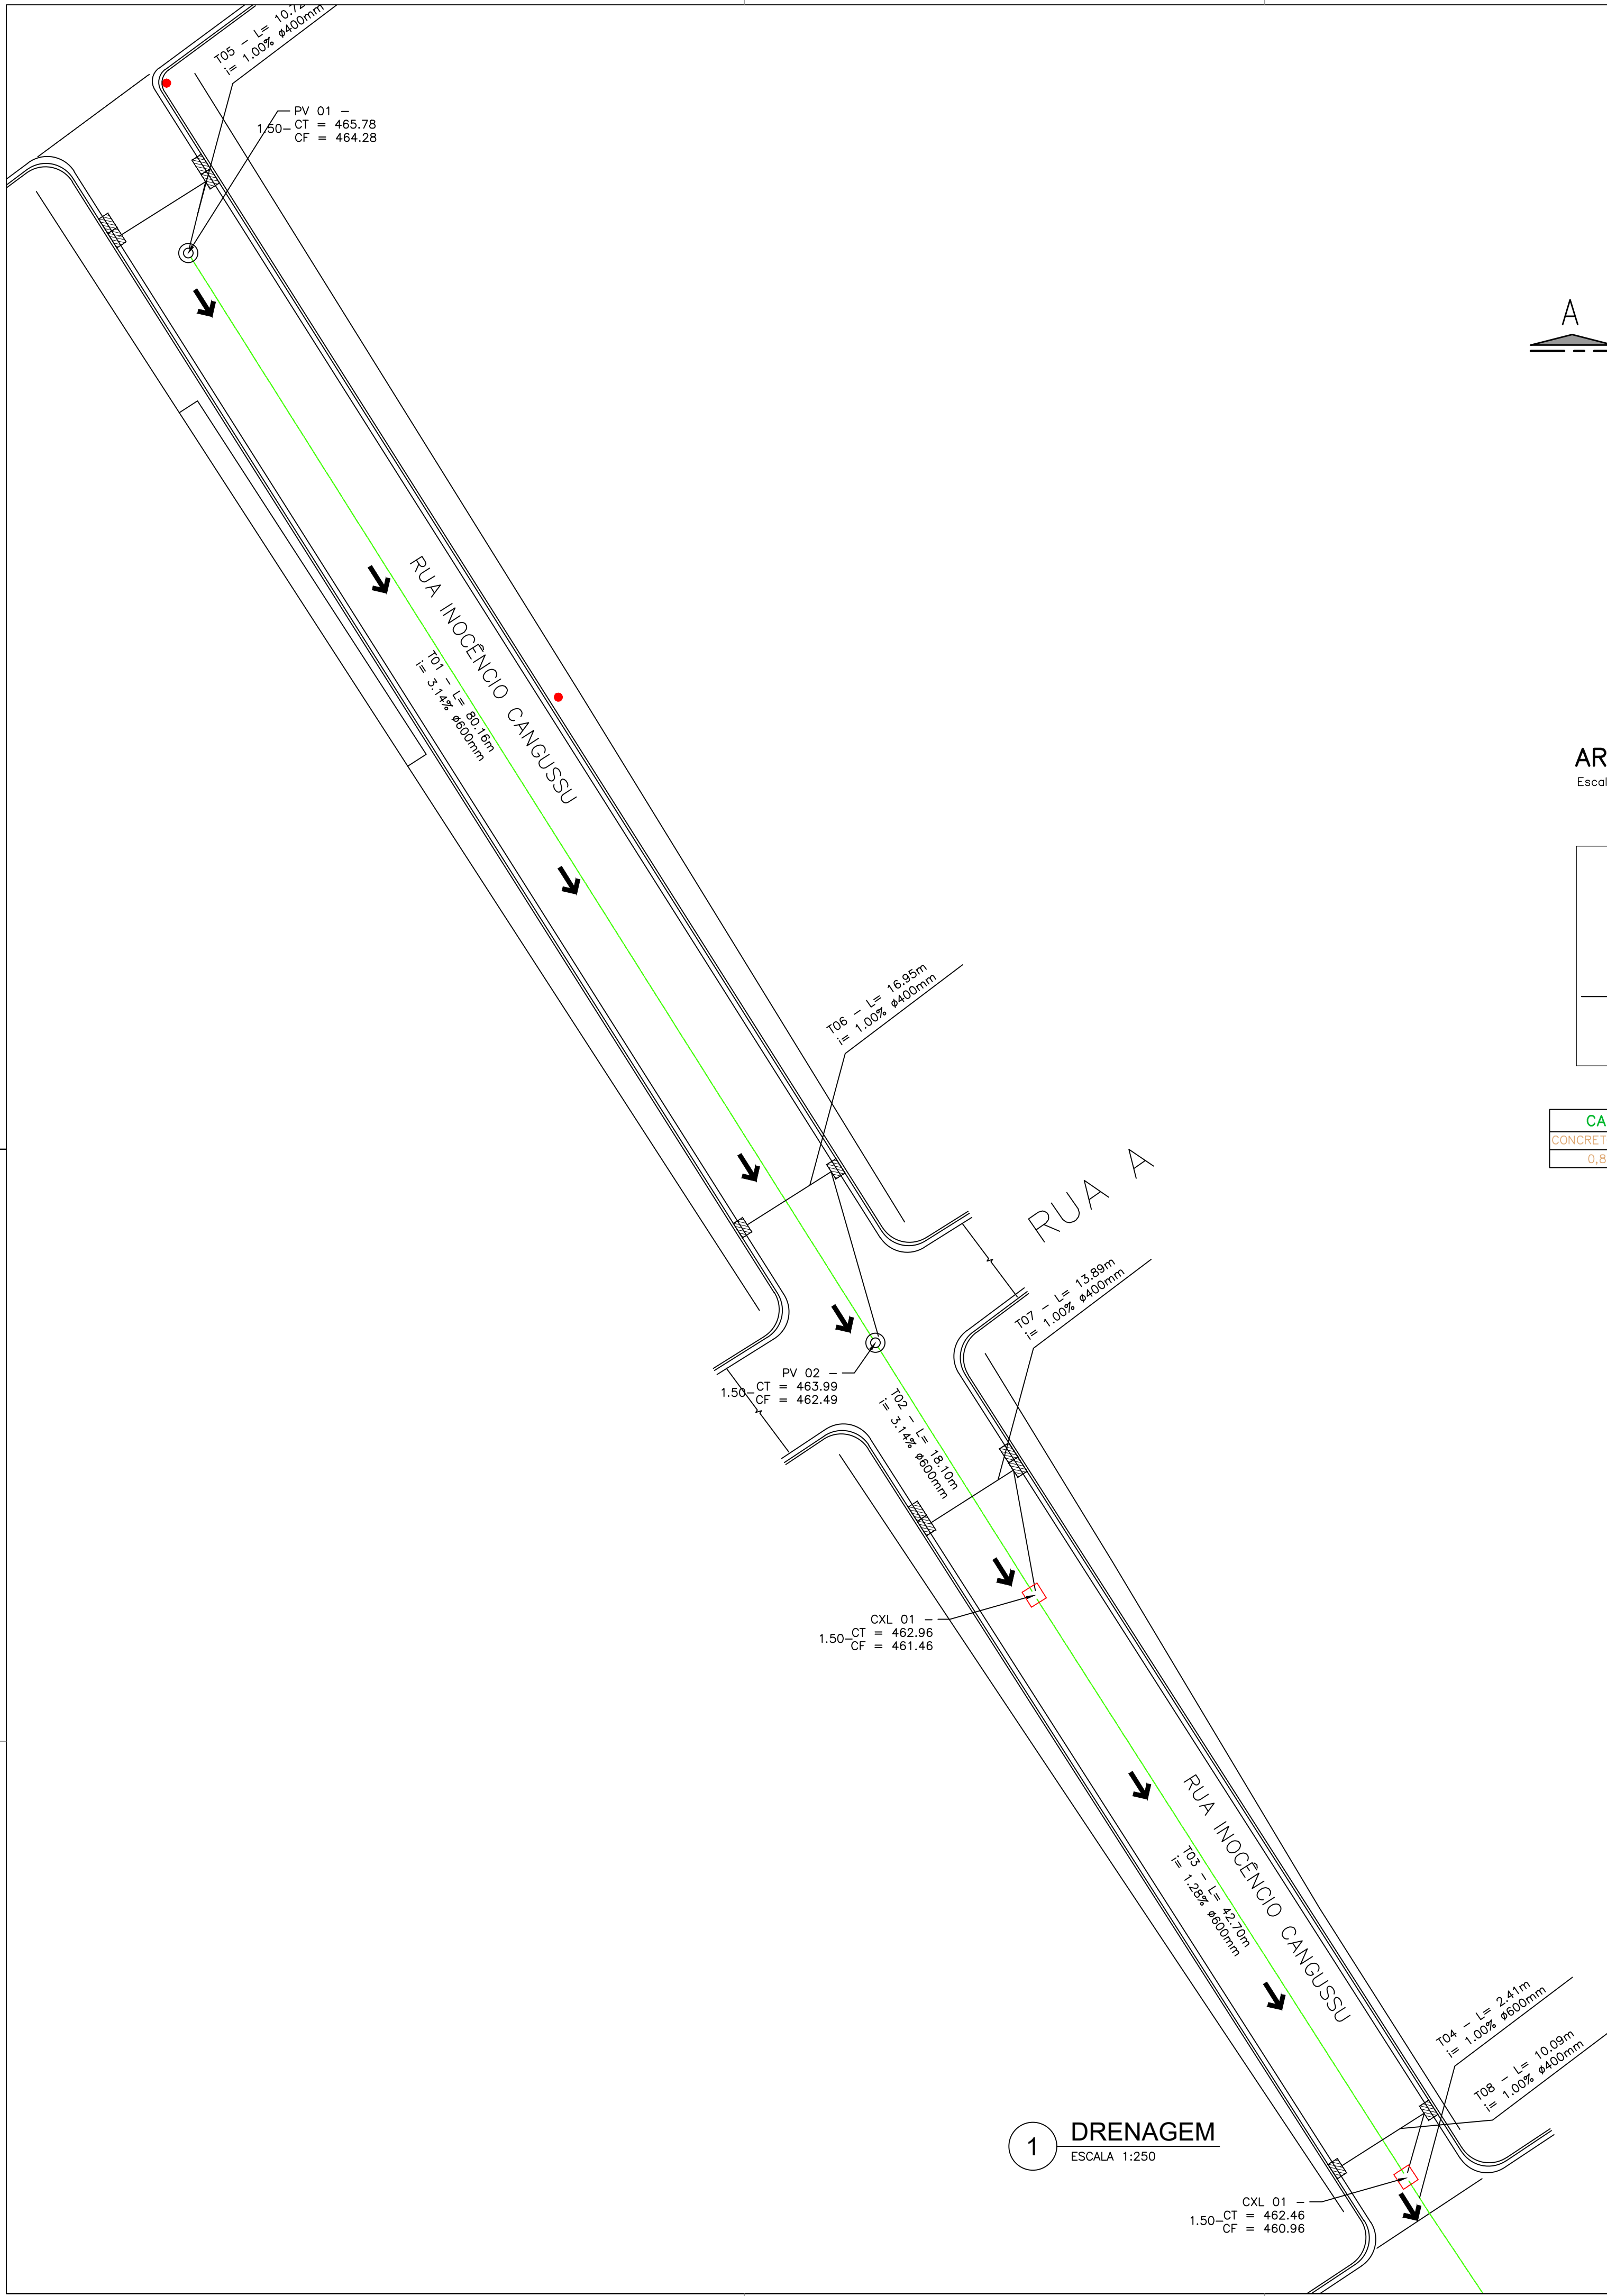 T05 - L= 10.72
i= 1.00% ø400mm
PV 01 -
1.50-CT = 465.78
CF = 464.28
A
RUA INOCÊNCIO CANGUSSU
T01 - L= 80.16m
i= 3.14% ø600mm
AR
Escal
T06 - L= 16.95m
i= 1.00% ø400mm
CA
CONCRET
0,8
RUA A
T07 - L= 13.89m
i= 1.00% ø400mm
PV 02 -
1.50-CT = 463.99
CF = 462.49
T02 - L= 18.10m
i= 3.14% ø600mm
CXL 01 -
1.50-CT = 462.96
CF = 461.46
RUA INOCÊNCIO CANGUSSU
T03 - L= 42.70m
i= 1.28% ø600mm
T04 - L= 2.41m
i= 1.00% ø600mm
T08 - L= 10.09m
i= 1.00% ø400mm
1 DRENAGEM
ESCALA 1:250
CXL 01 -
1.50-CT = 462.46
CF = 460.96